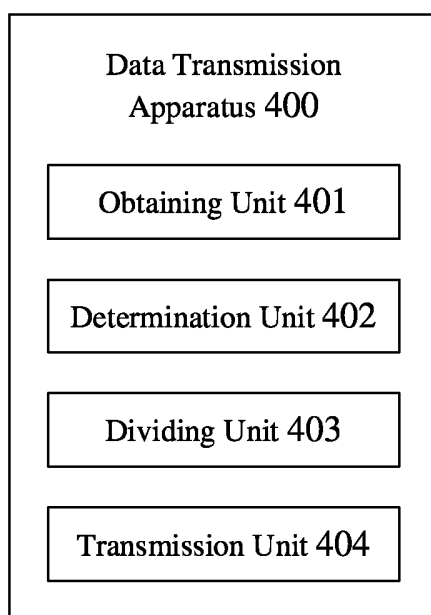 Data Transmission
Apparatus 400
Obtaining Unit 401
Determination Unit 402
Dividing Unit 403
Transmission Unit 404